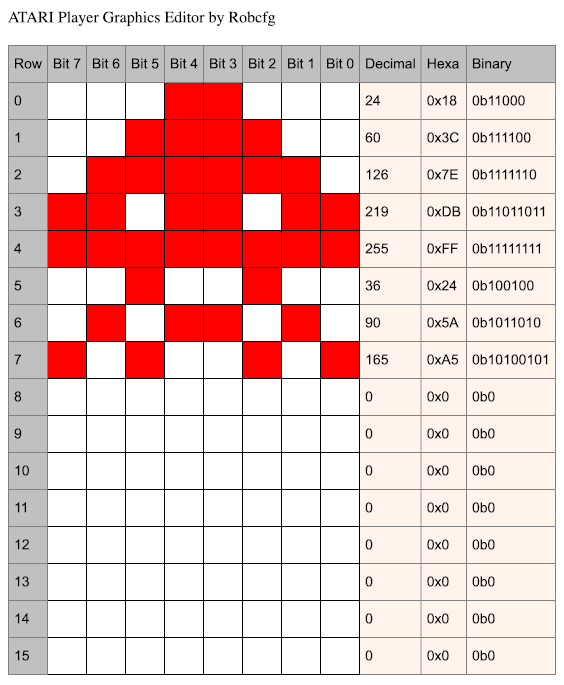 ATARI Player Graphics Editor by Robcfg
Row Bit 7 Bit 6 Bit 5 Bit 4 Bit 3 Bit 2 Bit 1 Bit 0 Decimal Hexa Binary
0 24 0x18 0b11000
1 60 0x3C 0b111100
2 126 0x7E 0b1111110
3 219 0xDB 0b11011011
4 255 0xFF 0b11111111
5 36 0x24 0b100100
6 90 0x5A 0b1011010
7 165 0xA5 0b10100101
8 0 0x0 0b0
9 0 0x0 0b0
10 0 0x0 0b0
11 0 0x0 0b0
12 0 0x0 0b0
13 0 0x0 0b0
14 0 0x0 0b0
15 0 0x0 0b0